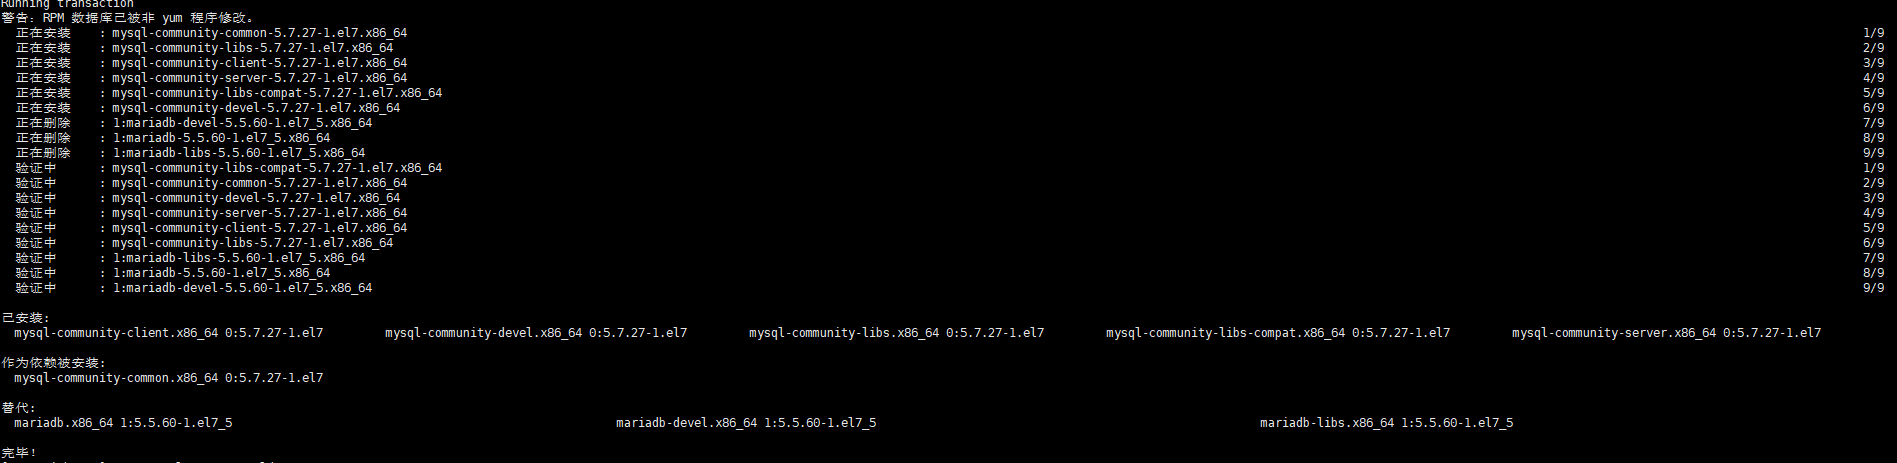 Running transaction
警告：RPM 数据库已被非 yum 程序修改。
正在安装    : mysql-community-common-5.7.27-1.el7.x86_64    1/9
正在安装    : mysql-community-libs-5.7.27-1.el7.x86_64    2/9
正在安装    : mysql-community-client-5.7.27-1.el7.x86_64    3/9
正在安装    : mysql-community-server-5.7.27-1.el7.x86_64    4/9
正在安装    : mysql-community-libs-compat-5.7.27-1.el7.x86_64    5/9
正在安装    : mysql-community-devel-5.7.27-1.el7.x86_64    6/9
正在删除    : 1:mariadb-devel-5.5.60-1.el7_5.x86_64    7/9
正在删除    : 1:mariadb-5.5.60-1.el7_5.x86_64    8/9
正在删除    : 1:mariadb-libs-5.5.60-1.el7_5.x86_64    9/9
验证中      : mysql-community-libs-compat-5.7.27-1.el7.x86_64    1/9
验证中      : mysql-community-common-5.7.27-1.el7.x86_64    2/9
验证中      : mysql-community-devel-5.7.27-1.el7.x86_64    3/9
验证中      : mysql-community-server-5.7.27-1.el7.x86_64    4/9
验证中      : mysql-community-client-5.7.27-1.el7.x86_64    5/9
验证中      : mysql-community-libs-5.7.27-1.el7.x86_64    6/9
验证中      : 1:mariadb-libs-5.5.60-1.el7_5.x86_64    7/9
验证中      : 1:mariadb-5.5.60-1.el7_5.x86_64    8/9
验证中      : 1:mariadb-devel-5.5.60-1.el7_5.x86_64    9/9
已安装:
mysql-community-client.x86_64 0:5.7.27-1.el7    mysql-community-devel.x86_64 0:5.7.27-1.el7    mysql-community-libs.x86_64 0:5.7.27-1.el7    mysql-community-libs-compat.x86_64 0:5.7.27-1.el7    mysql-community-server.x86_64 0:5.7.27-1.el7
作为依赖被安装:
mysql-community-common.x86_64 0:5.7.27-1.el7
替代:
mariadb.x86_64 1:5.5.60-1.el7_5    mariadb-devel.x86_64 1:5.5.60-1.el7_5    mariadb-libs.x86_64 1:5.5.60-1.el7_5
完毕！